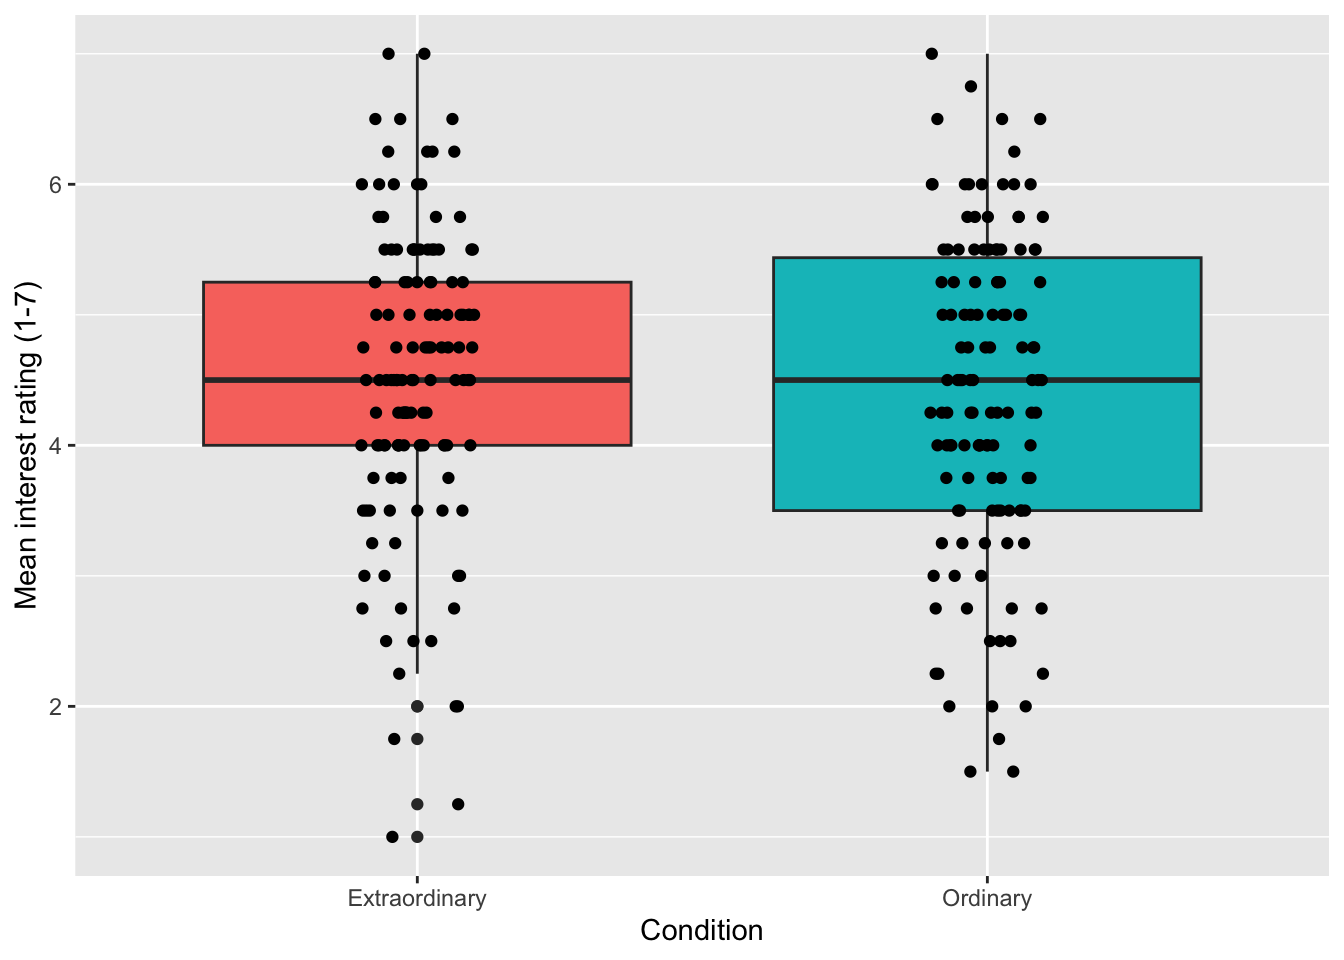 Mean interest rating (1-7)
6
4
2
Extraordinary
Ordinary
Condition